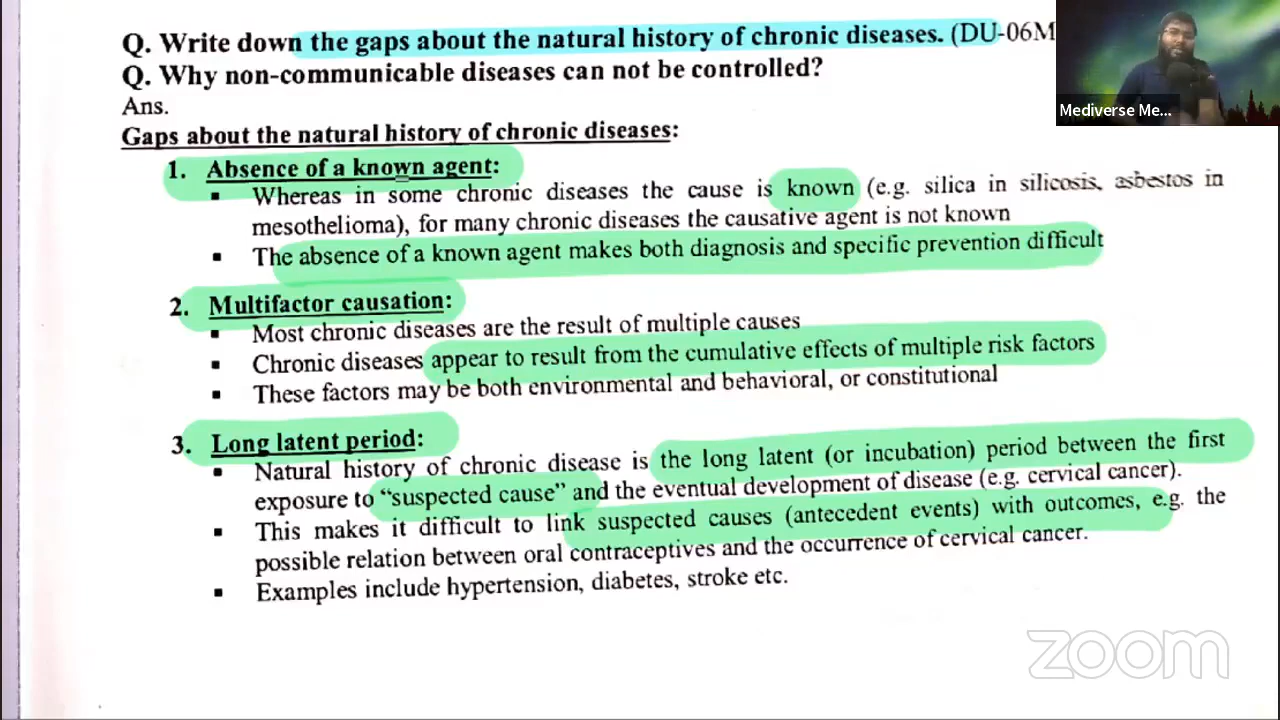 Q. Write down the gaps about the natural history of chronic diseases. (DU-06M
Q. Why non-communicable diseases can not be controlled?
Ans.
Gaps about the natural history of chronic diseases:
1. Absence of a known agent:
▪ Whereas in some chronic diseases the cause is known (e.g. silica in silicosis, asbestos in
mesothelioma), for many chronic diseases the causative agent is not known
▪ The absence of a known agent makes both diagnosis and specific prevention difficult
2. Multifactor causation:
▪ Most chronic diseases are the result of multiple causes
▪ Chronic diseases appear to result from the cumulative effects of multiple risk factors
▪ These factors may be both environmental and behavioral, or constitutional
3. Long latent period:
▪ Natural history of chronic disease is the long latent (or incubation) period between the first
exposure to “suspected cause” and the eventual development of disease (e.g. cervical cancer).
▪ This makes it difficult to link suspected causes (antecedent events) with outcomes, e.g. the
possible relation between oral contraceptives and the occurrence of cervical cancer.
▪ Examples include hypertension, diabetes, stroke etc.
Mediverse Me...
zoom